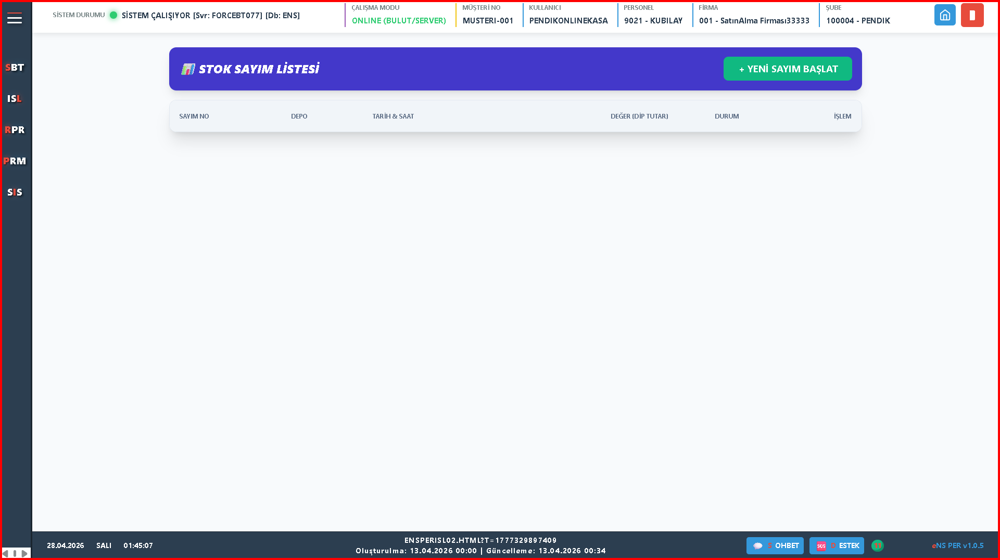 SİSTEM DURUMU SİSTEM ÇALIŞIYOR [Svr: FORCEBT077] [Db: ENS]
ÇALIŞMA MODU
ONLINE (BULUT/SERVER)
MÜŞTERİ NO
MUSTERI-001
KULLANICI
PENDIKONLINEKASA
PERSONEL
9021 - KUBILAY
FİRMA
001 - SatınAlma Firması33333
ŞUBE
100004 - PENDIK
SBT
ISL
RPR
PRM
SIS
STOK SAYIM LİSTESİ
+ YENİ SAYIM BAŞLAT
SAYIM NO DEPO TARİH & SAAT DEĞER (DİP TUTAR) DURUM İŞLEM
28.04.2026 SALI 01:45:07
ENSPERISL02.HTML?T=1777329897409
Oluşturulma: 13.04.2026 00:00 | Güncelleme: 13.04.2026 00:34
S OHBET
SOS D ESTEK
11
eNS PER v1.0.5